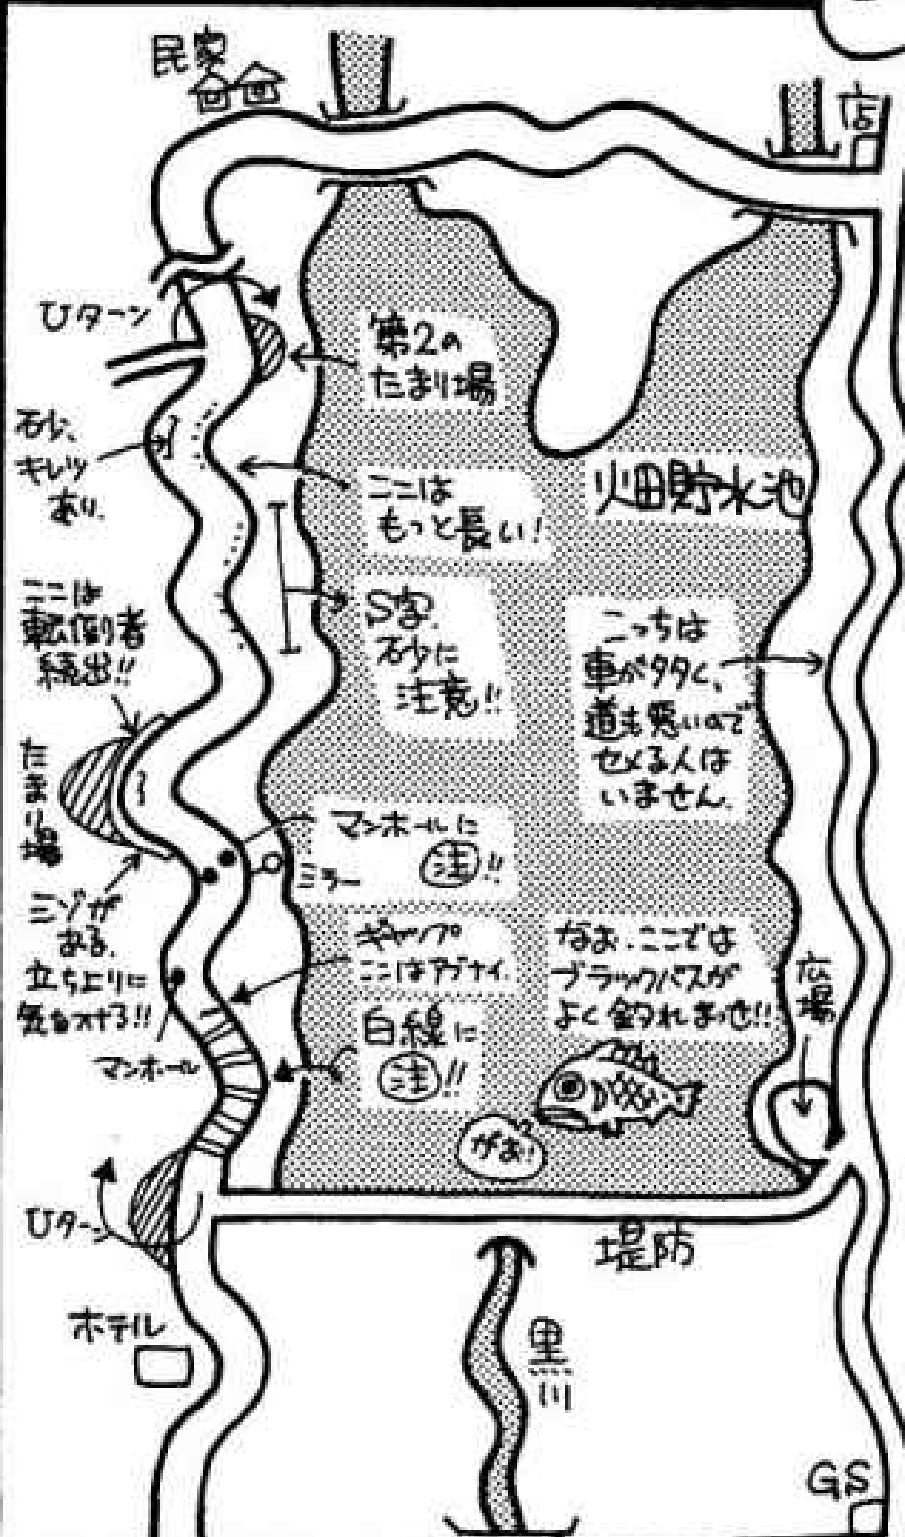 民家
店
Uターン
第2の
たまり場
砂、
キレツ
あり。
ここは
もっと長い!
火田貯水池
ここは
転倒者
続出!!
S字。
砂に
注意!!
こっちは
車が多く、
道も悪いので
セメる人は
いません。
たまり場
マンホールに
注!!
ミラー
ミゾが
ある。
立ち上りに
気をつけろ!!
マンホール
ギャップ
ここはアブナイ。
白線に
注!!
なお、ここでは
ブラックバスが
よく釣れまっせ!!
広場
がお!!
Uターン
堤防
ホテル
黒川
GS